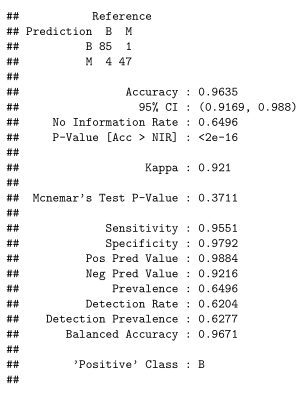 ##           Reference
## Prediction  B  M
##          B 85  1
##          M  4 47
##
##                Accuracy : 0.9635
##                  95% CI : (0.9169, 0.988)
##     No Information Rate : 0.6496
##     P-Value [Acc > NIR] : <2e-16
##
##                   Kappa : 0.921
##
##  Mcnemar's Test P-Value : 0.3711
##
##             Sensitivity : 0.9551
##             Specificity : 0.9792
##          Pos Pred Value : 0.9884
##          Neg Pred Value : 0.9216
##              Prevalence : 0.6496
##          Detection Rate : 0.6204
##    Detection Prevalence : 0.6277
##       Balanced Accuracy : 0.9671
##
##        'Positive' Class : B
##